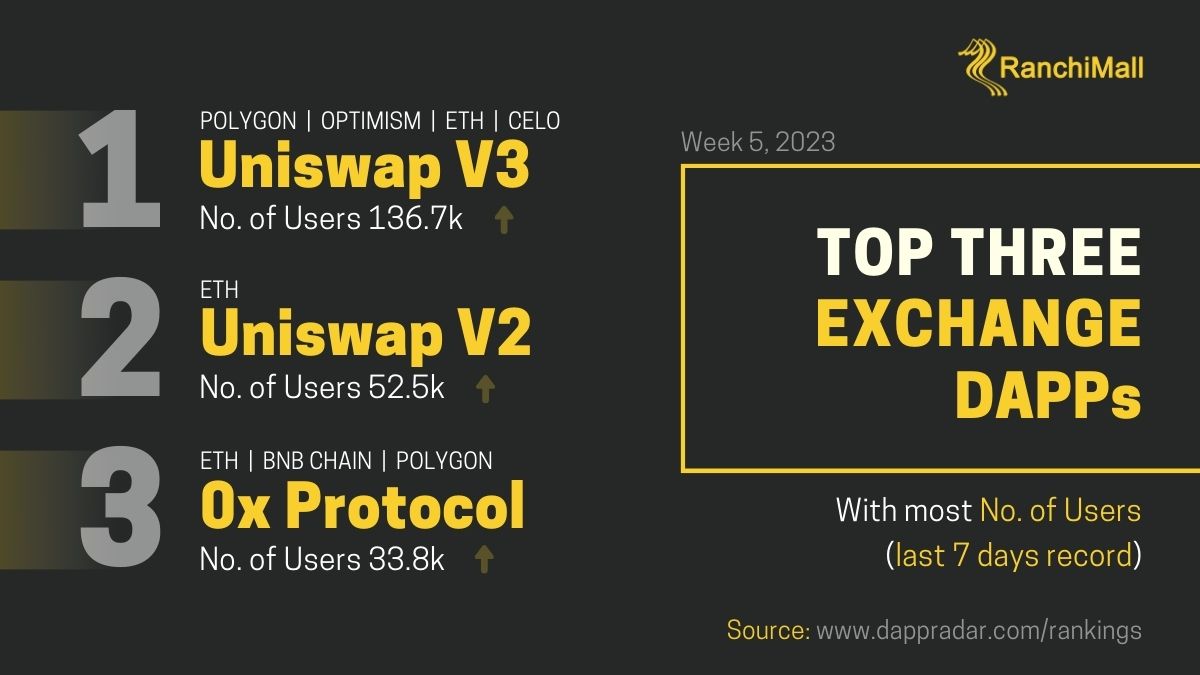 RanchiMall
Week 5, 2023
TOP THREE
EXCHANGE
DAPPs
With most No. of Users
(last 7 days record)
1
POLYGON | OPTIMISM | ETH | CELO
Uniswap V3
No. of Users 136.7k
2
ETH
Uniswap V2
No. of Users 52.5k
3
ETH | BNB CHAIN | POLYGON
0x Protocol
No. of Users 33.8k
Source: www.dappradar.com/rankings